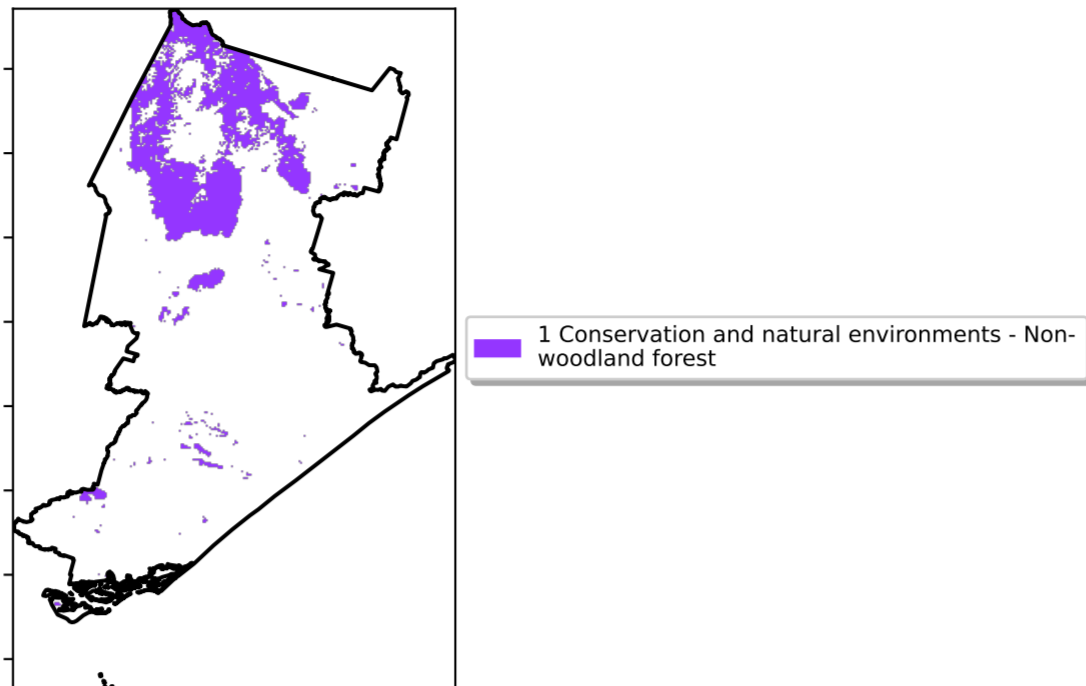 1 Conservation and natural environments - Non-
woodland forest